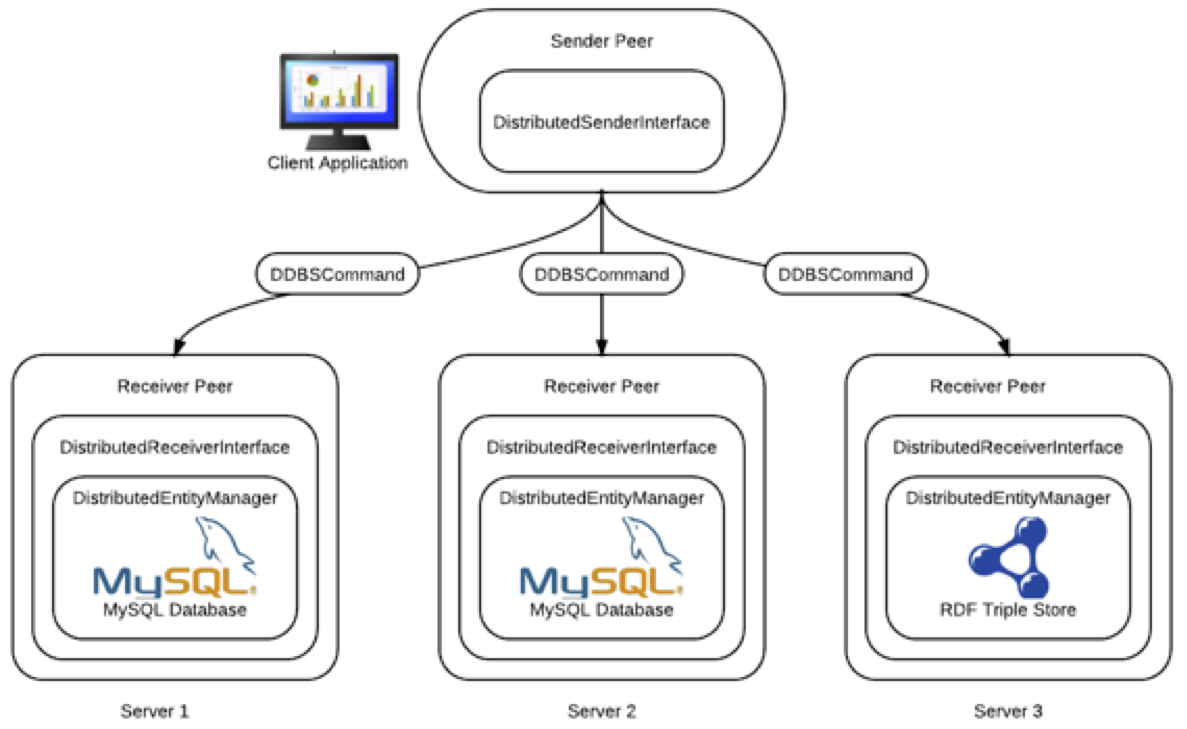 Sender Peer
DistributedSenderInterface
Client Application
DDBSCommand
DDBSCommand
DDBSCommand
Receiver Peer
DistributedReceiverInterface
DistributedEntityManager
MySQL®
MySQL Database
Server 1
Receiver Peer
DistributedReceiverInterface
DistributedEntityManager
MySQL®
MySQL Database
Server 2
Receiver Peer
DistributedReceiverInterface
DistributedEntityManager
RDF Triple Store
Server 3